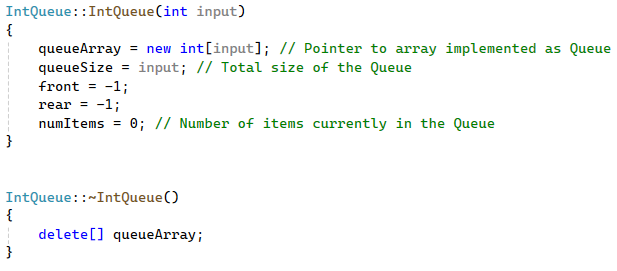 IntQueue::IntQueue(int input)
{
    queueArray = new int[input]; // Pointer to array implemented as Queue
    queueSize = input; // Total size of the Queue
    front = -1;
    rear = -1;
    numItems = 0; // Number of items currently in the Queue
}
IntQueue::~IntQueue()
{
    delete[] queueArray;
}